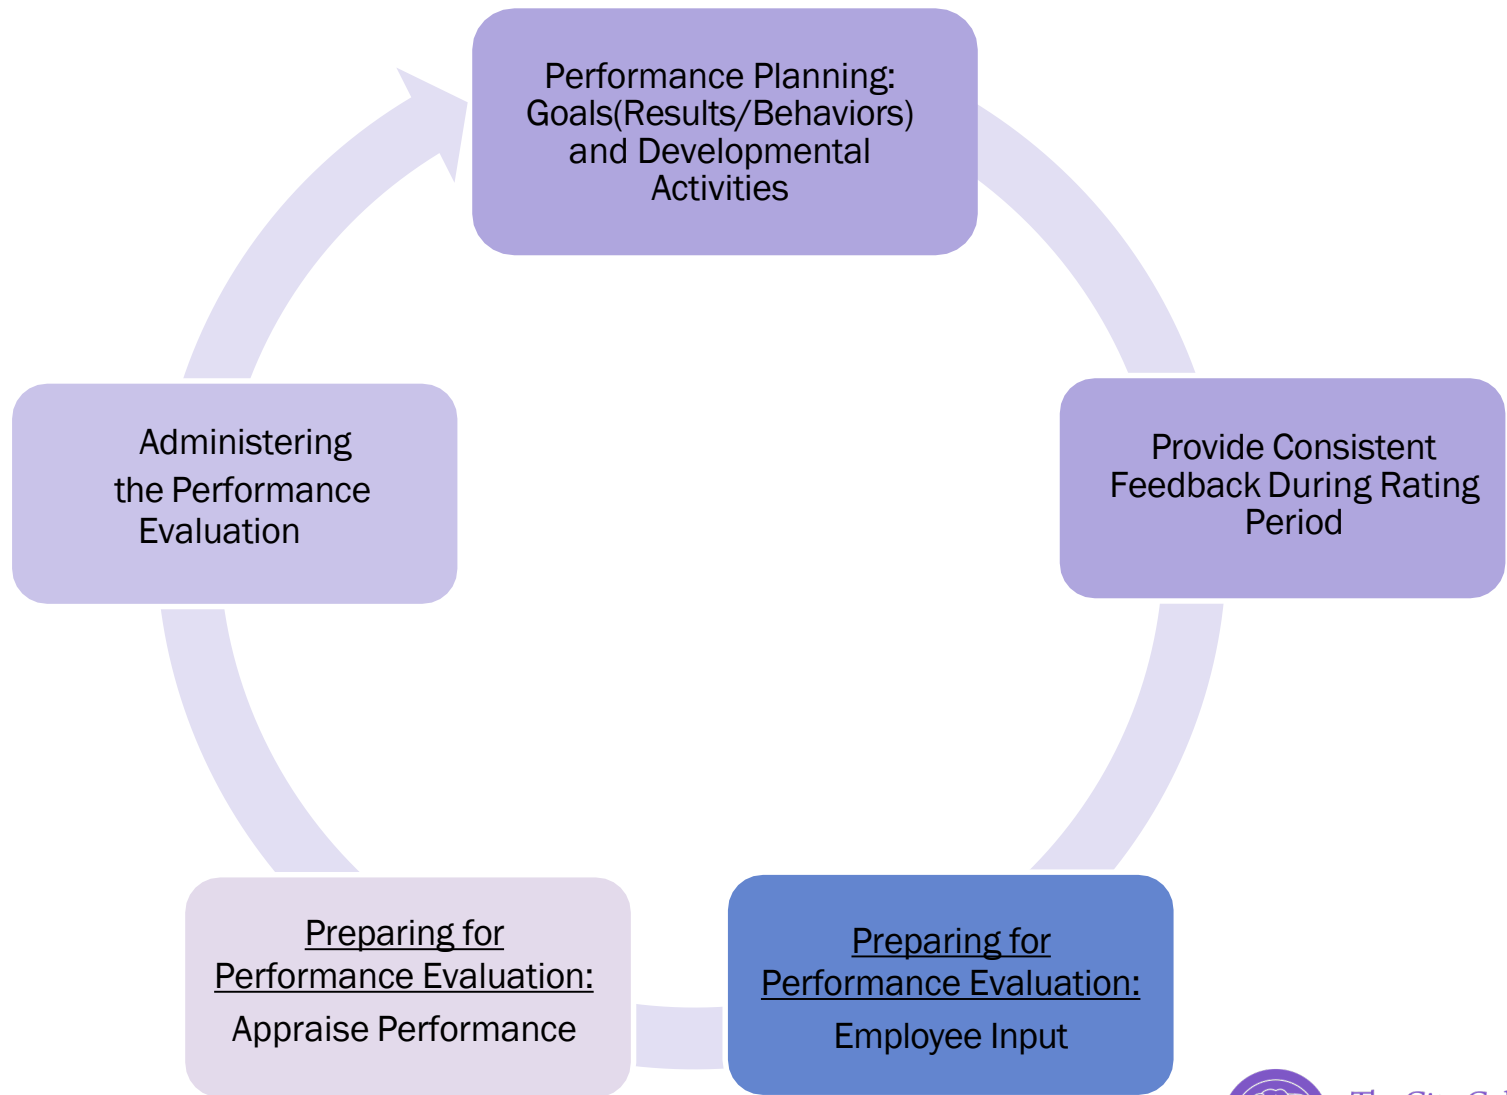 Performance Planning:
Goals(Results/Behaviors)
and Developmental
Activities
Provide Consistent
Feedback During Rating
Period
Preparing for
Performance Evaluation:
Employee Input
Preparing for
Performance Evaluation:
Appraise Performance
Administering
the Performance
Evaluation